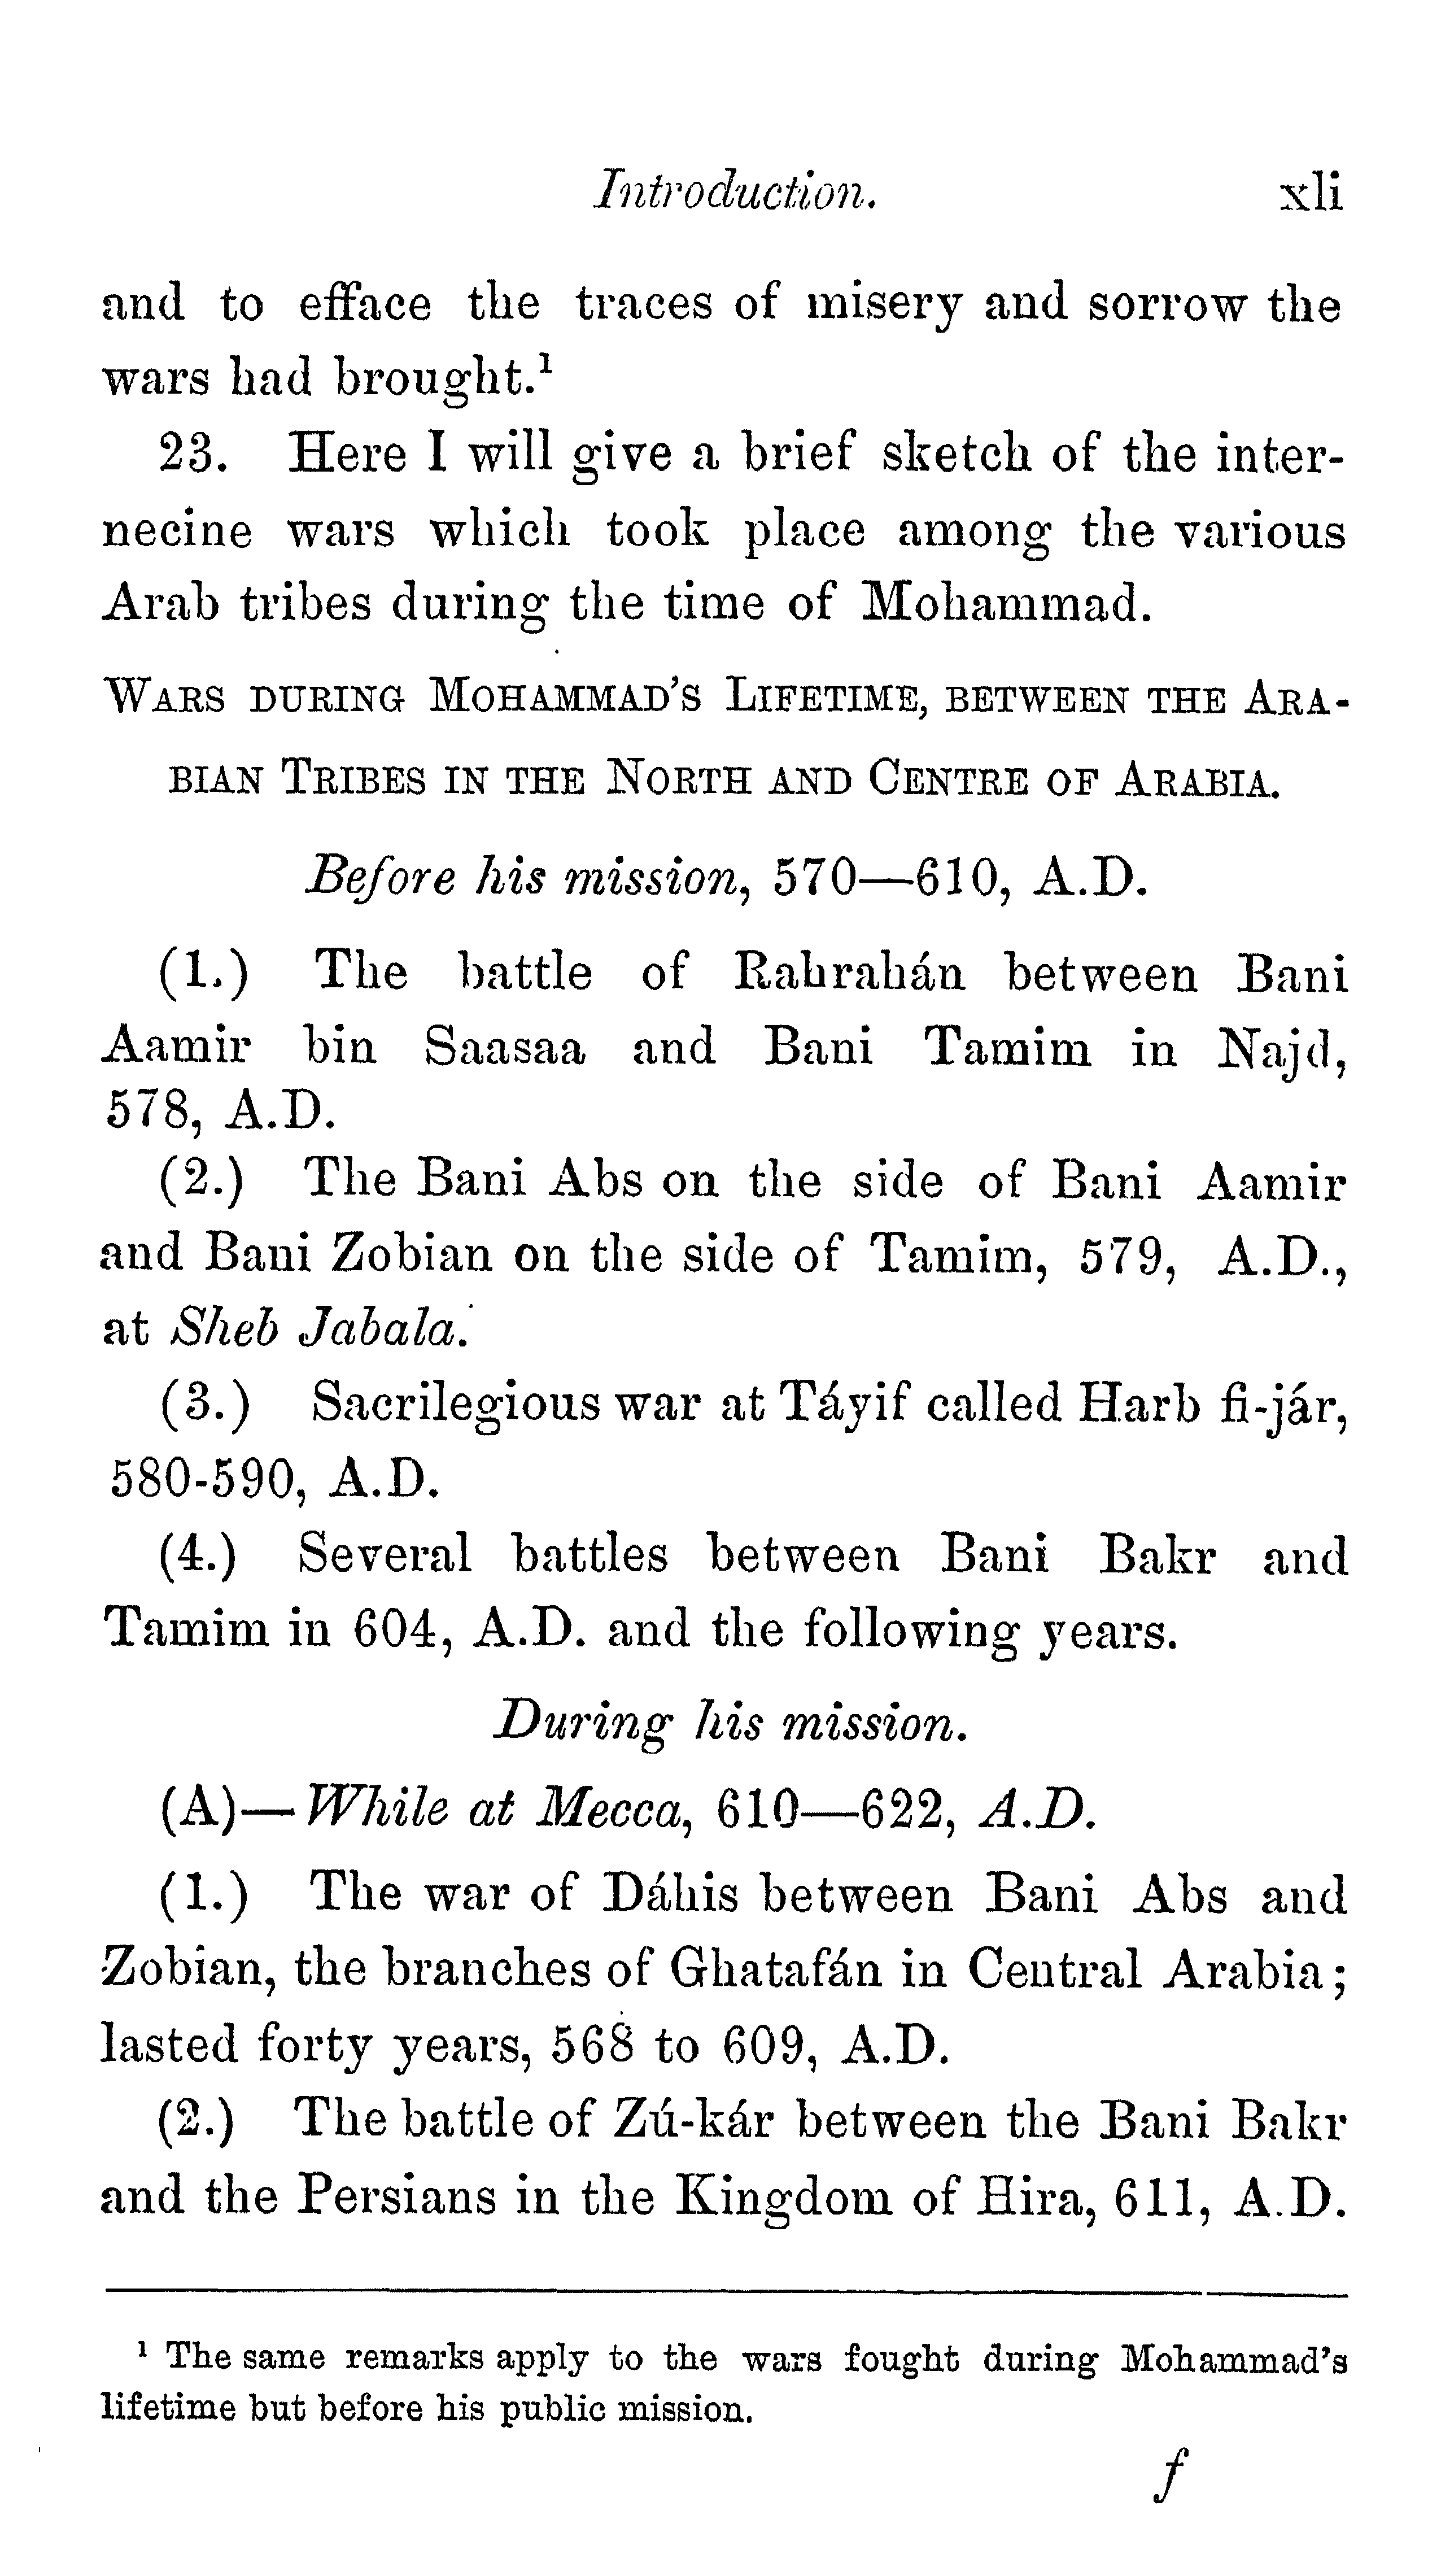 Introduction. xli
and to efface the traces of misery and sorrow the
wars had brought.¹
23. Here I will give a brief sketch of the inter-
necine wars which took place among the various
Arab tribes during the time of Mohammad.
WARS DURING MOHAMMAD'S LIFETIME, BETWEEN THE ARA-
BIAN TRIBES IN THE NORTH AND CENTRE OF ARABIA.
Before his mission, 570—610, A.D.
(1.) The battle of Rahrahán between Bani
Aamir bin Saasaa and Bani Tamim in Najd,
578, A.D.
(2.) The Bani Abs on the side of Bani Aamir
and Bani Zobian on the side of Tamim, 579, A.D.,
at Sheb Jabala.
(3.) Sacrilegious war at Táyif called Harb fi-jár,
580-590, A.D.
(4.) Several battles between Bani Bakr and
Tamim in 604, A.D. and the following years.
During his mission.
(A)—While at Mecca, 610—622, A.D.
(1.) The war of Dáhis between Bani Abs and
Zobian, the branches of Ghatafán in Central Arabia;
lasted forty years, 568 to 609, A.D.
(2.) The battle of Zú-kár between the Bani Bakr
and the Persians in the Kingdom of Hira, 611, A.D.
¹ The same remarks apply to the wars fought during Mohammad's
lifetime but before his public mission.
f